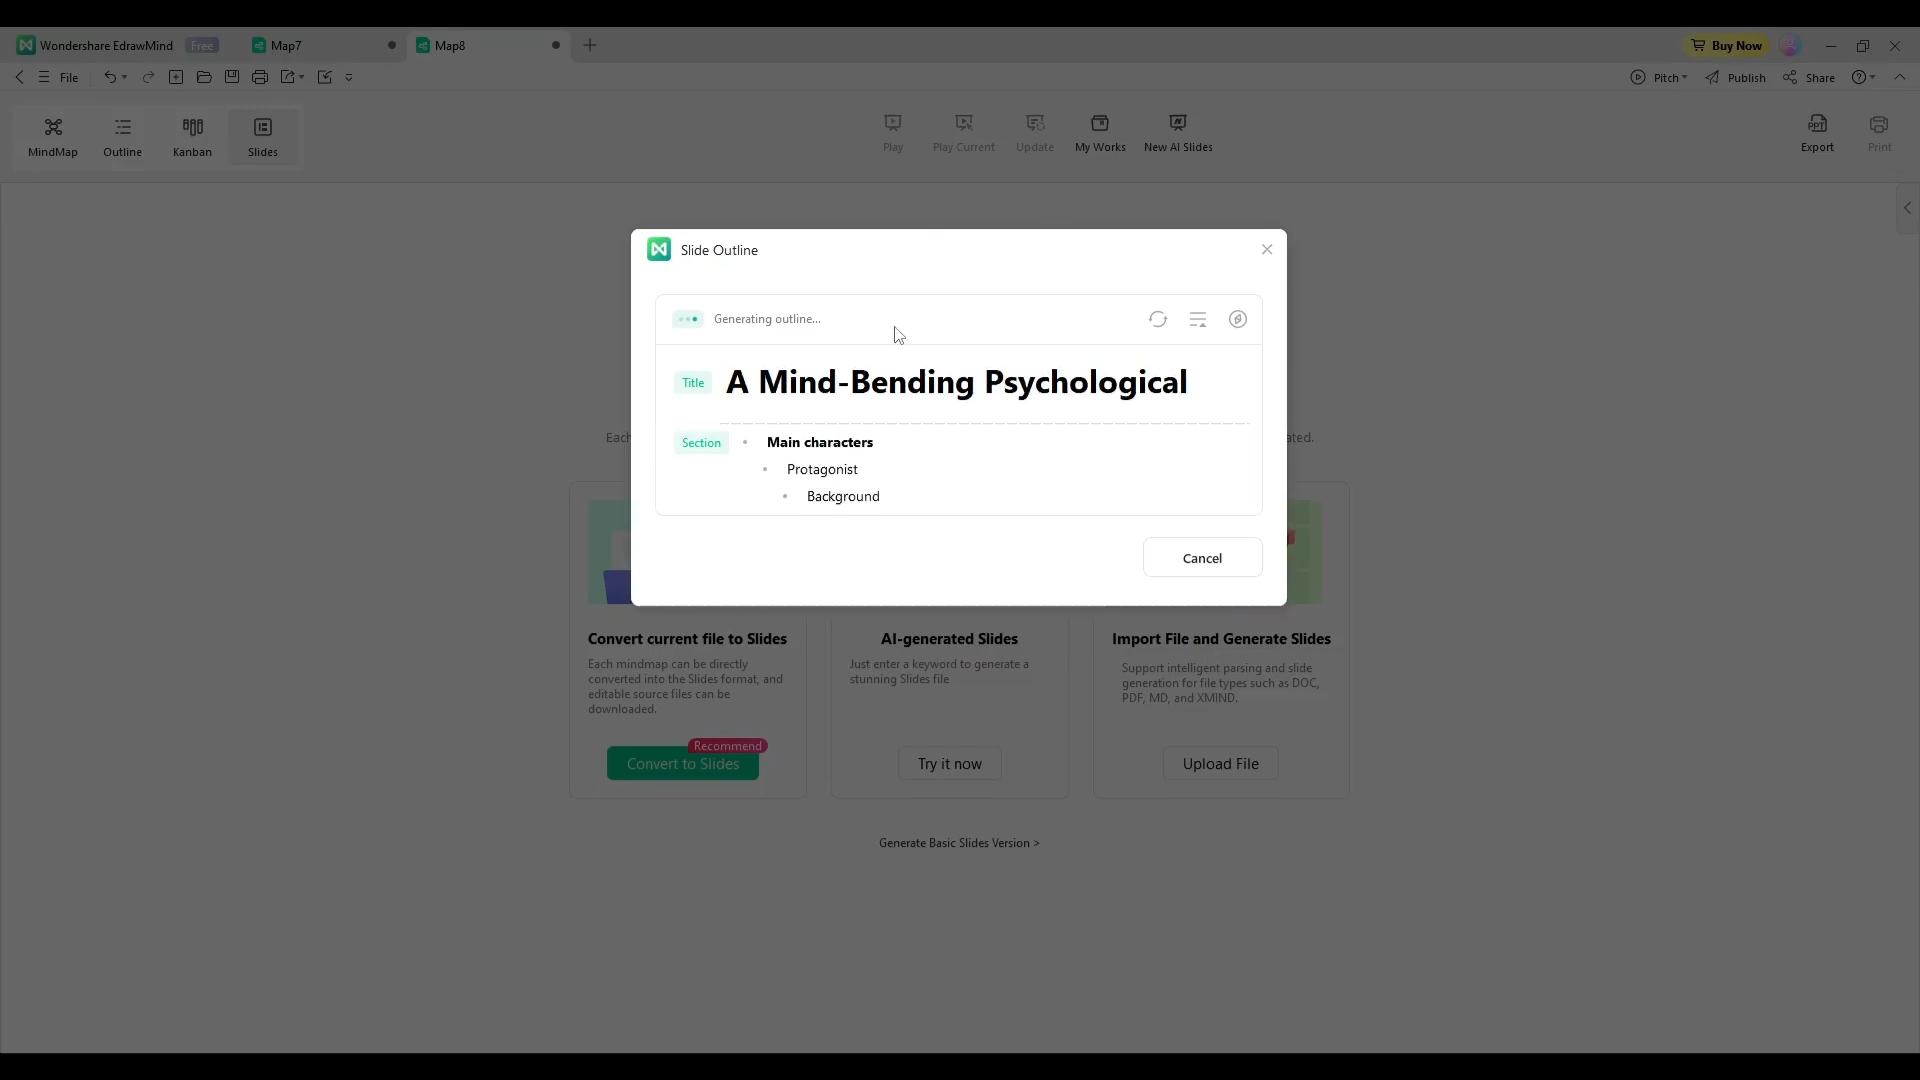 Wondershare EdrawMind Free Map7 Map8 Buy Now
File Pitch Publish Share
MindMap Outline Kanban Slides Play Play Current Update My Works New AI Slides PPT Export Print
Slide Outline
Generating outline...
Title A Mind-Bending Psychological
Section Main characters
Protagonist
Background
Cancel
Each
ated.
Convert current file to Slides
Each mindmap can be directly
converted into the Slides format, and
editable source files can be
downloaded.
Recommend
Convert to Slides
AI-generated Slides
Just enter a keyword to generate a
stunning Slides file
Try it now
Import File and Generate Slides
Support intelligent parsing and slide
generation for file types such as DOC,
PDF, MD, and XMIND.
Upload File
Generate Basic Slides Version >